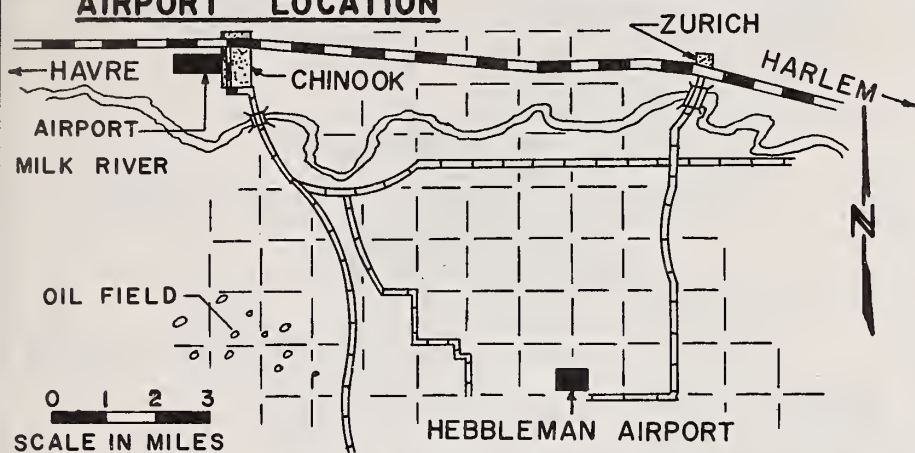 AIRPORT LOCATION
ZURICH
HARLEM
HAVRE
CHINOOK
AIRPORT
MILK RIVER
N
OIL FIELD
0 1 2 3
SCALE IN MILES
HEBBLEMAN AIRPORT